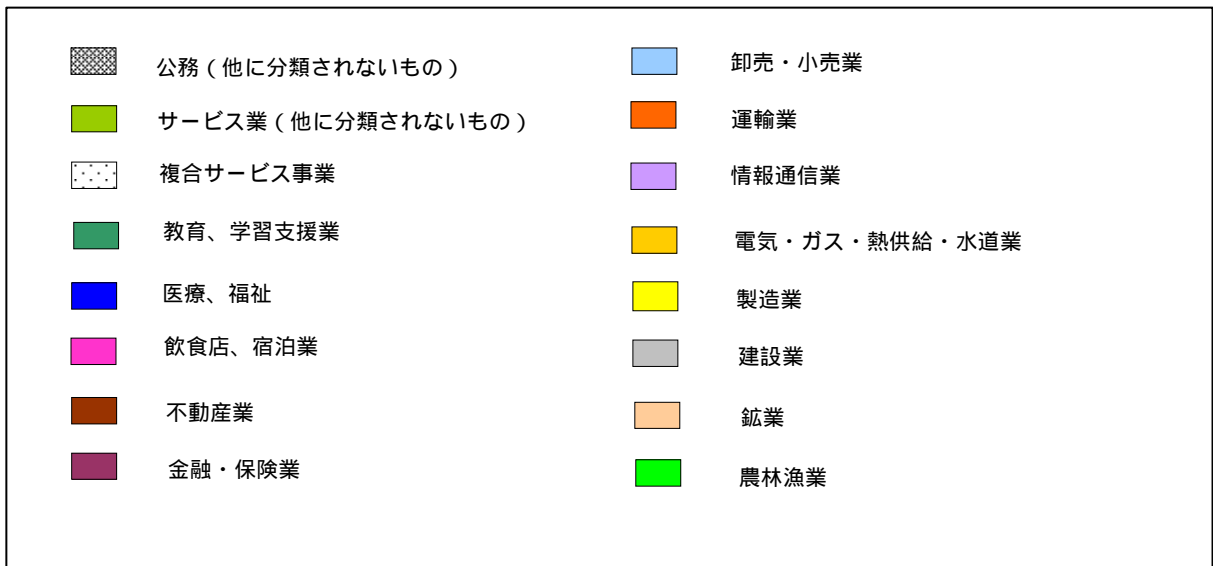 公務（他に分類されないもの）
サービス業（他に分類されないもの）
複合サービス事業
教育、学習支援業
医療、福祉
飲食店、宿泊業
不動産業
金融・保険業
卸売・小売業
運輸業
情報通信業
電気・ガス・熱供給・水道業
製造業
建設業
鉱業
農林漁業